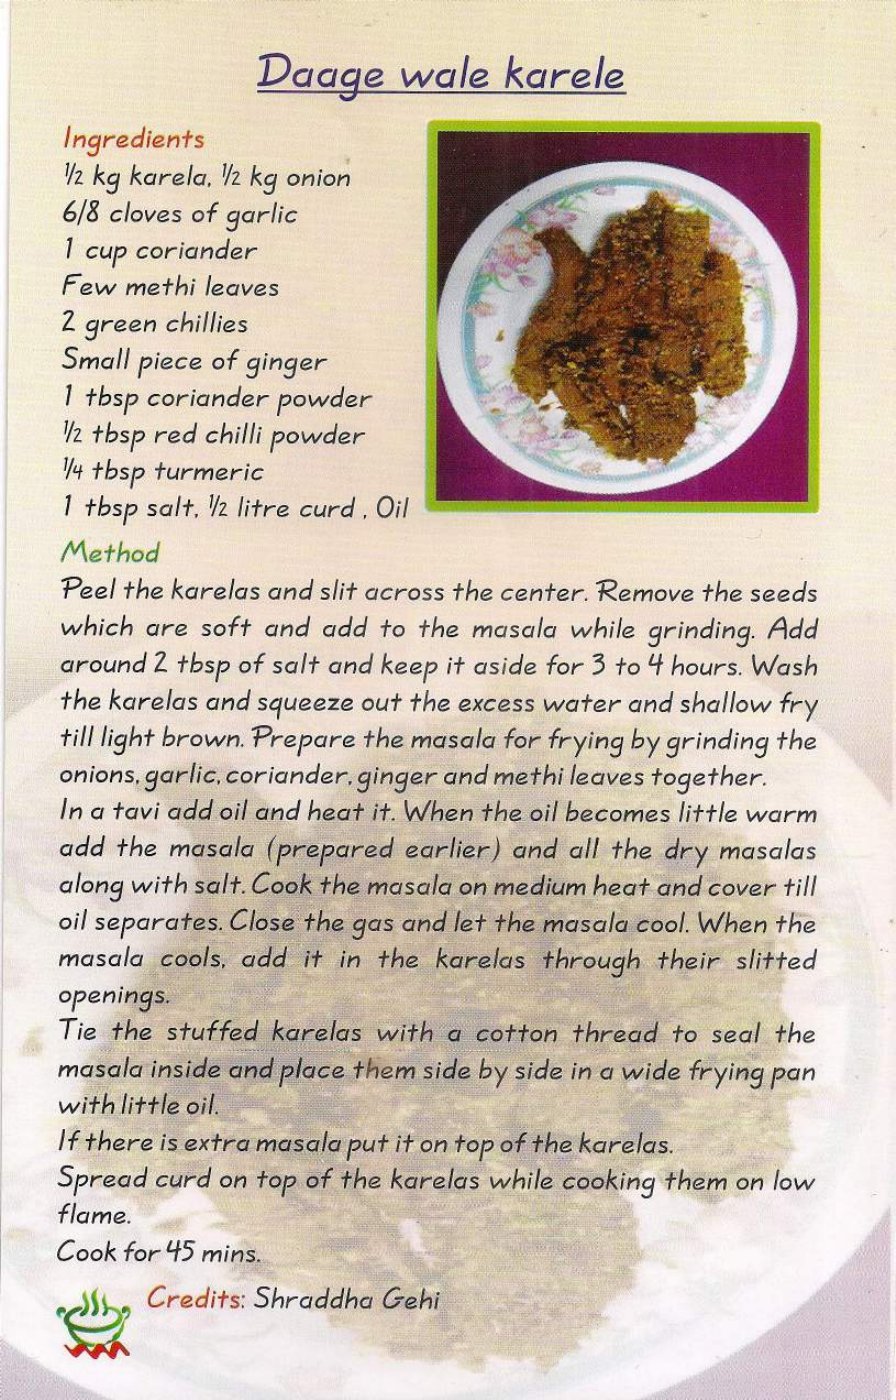 Daage wale karele
Ingredients
½ kg karela, ½ kg onion
6/8 cloves of garlic
1 cup coriander
Few methi leaves
2 green chillies
Small piece of ginger
1 tbsp coriander powder
½ tbsp red chilli powder
¼ tbsp turmeric
1 tbsp salt, ½ litre curd , Oil
Method
Peel the karelas and slit across the center. Remove the seeds
which are soft and add to the masala while grinding. Add
around 2 tbsp of salt and keep it aside for 3 to 4 hours. Wash
the karelas and squeeze out the excess water and shallow fry
till light brown. Prepare the masala for frying by grinding the
onions, garlic, coriander, ginger and methi leaves together.
In a tavi add oil and heat it. When the oil becomes little warm
add the masala (prepared earlier) and all the dry masalas
along with salt. Cook the masala on medium heat and cover till
oil separates. Close the gas and let the masala cool. When the
masala cools, add it in the karelas through their slitted
openings.
Tie the stuffed karelas with a cotton thread to seal the
masala inside and place them side by side in a wide frying pan
with little oil.
If there is extra masala put it on top of the karelas.
Spread curd on top of the karelas while cooking them on low
flame.
Cook for 45 mins.
Credits: Shraddha Gehi